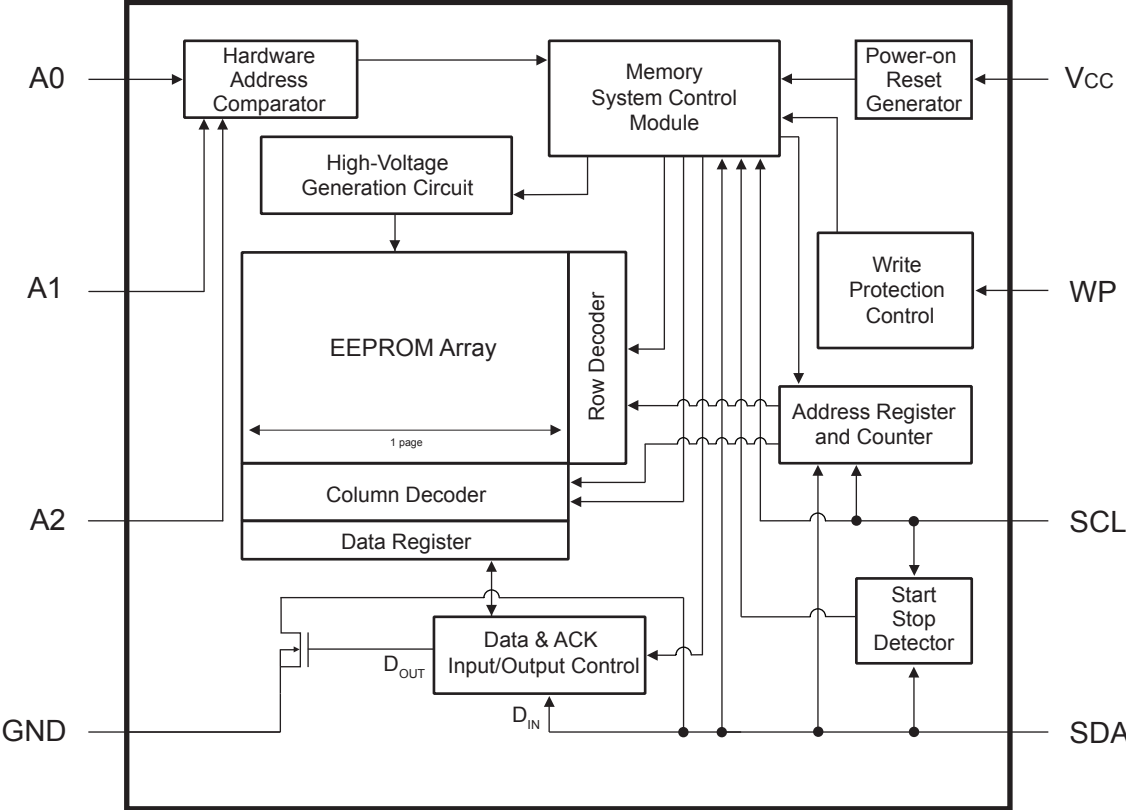 Hardware
Address
Comparator
Memory
System Control
Module
Power-on
Reset
Generator
A0
VCC
High-Voltage
Generation Circuit
Write
Protection
Control
A1
WP
EEPROM Array
Row Decoder
1 page
Address Register
and Counter
Column Decoder
A2
SCL
Data Register
Start
Stop
Detector
Data & ACK
Input/Output Control
DOUT
DIN
GND
SDA